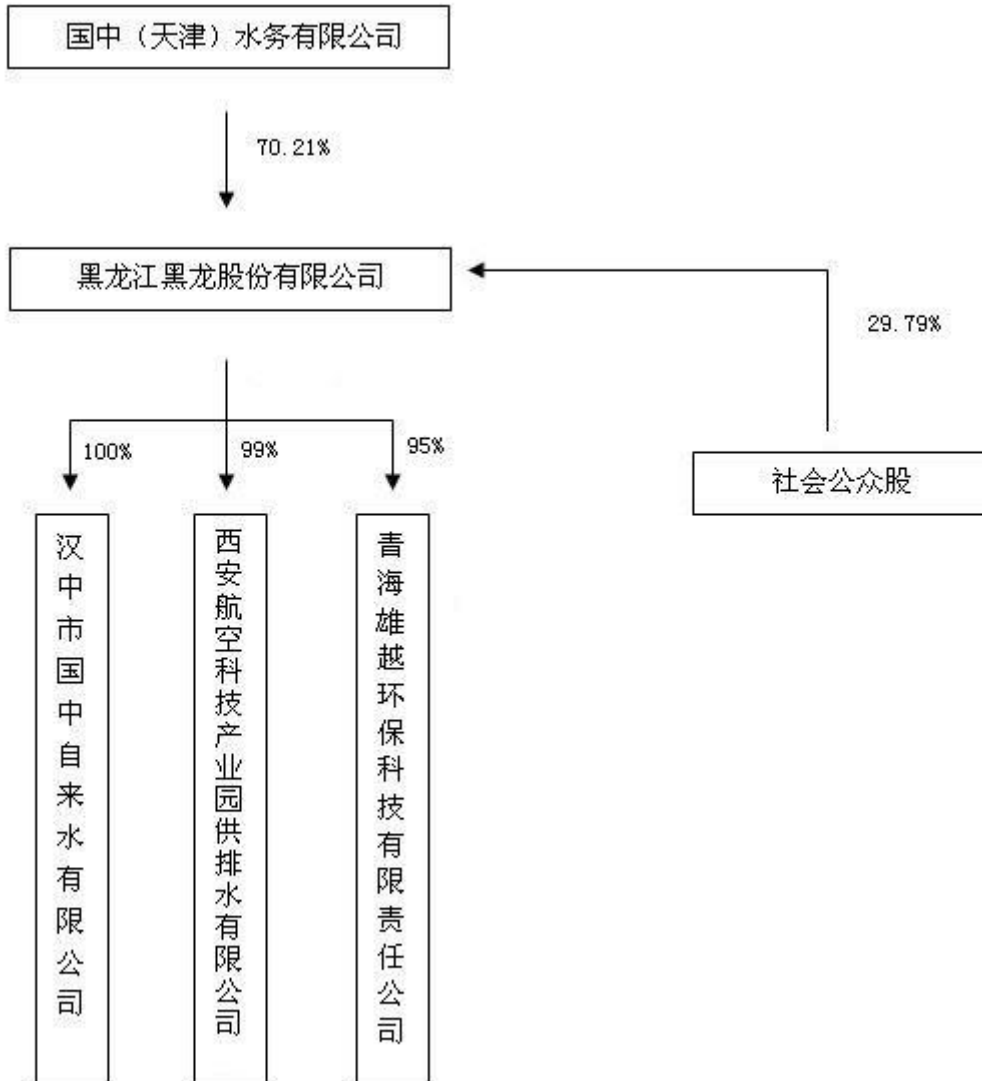 国中（天津）水务有限公司
70.21%
黑龙江黑龙股份有限公司
29.79%
100%
99%
95%
社会公众股
汉中市国中自来水有限公司
西安航空科技产业园供排水有限公司
青海雄越环保科技有限责任公司